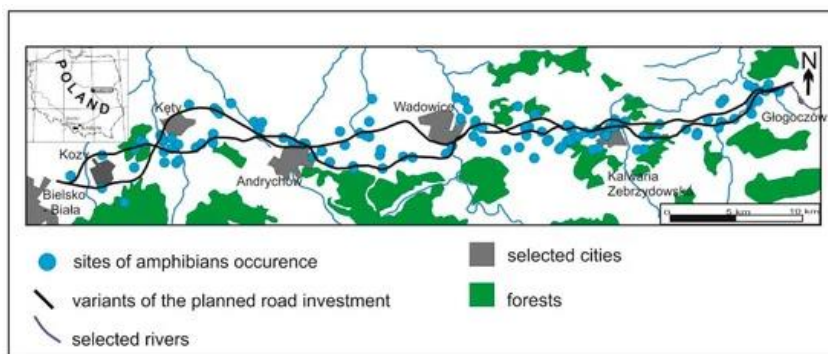 POLAND
N
Kęty
Wadowice
Głogoczów
Kozy
Bielsko
- Biała
Andrychów
Kalwaria
Zebrzydowska
0 5 km 10 km
sites of amphibians occurence
selected cities
variants of the planned road investment
forests
selected rivers